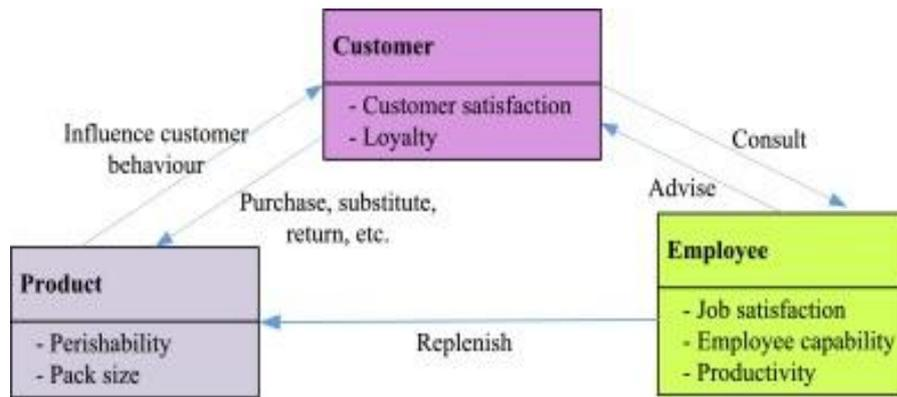 Customer
- Customer satisfaction
- Loyalty
Influence customer
behaviour
Consult
Advise
Purchase, substitute,
return, etc.
Product
- Perishability
- Pack size
Employee
- Job satisfaction
- Employee capability
- Productivity
Replenish